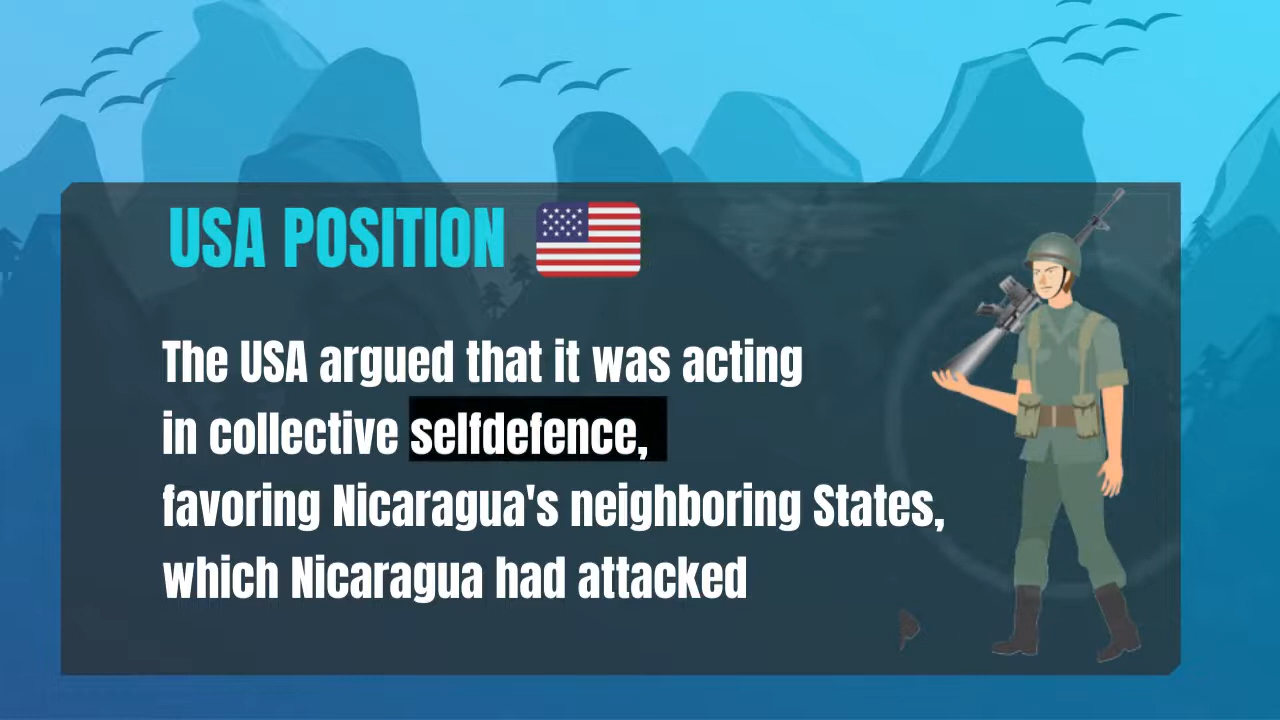 USA POSITION
The USA argued that it was acting
in collective selfdefence,
favoring Nicaragua's neighboring States,
which Nicaragua had attacked